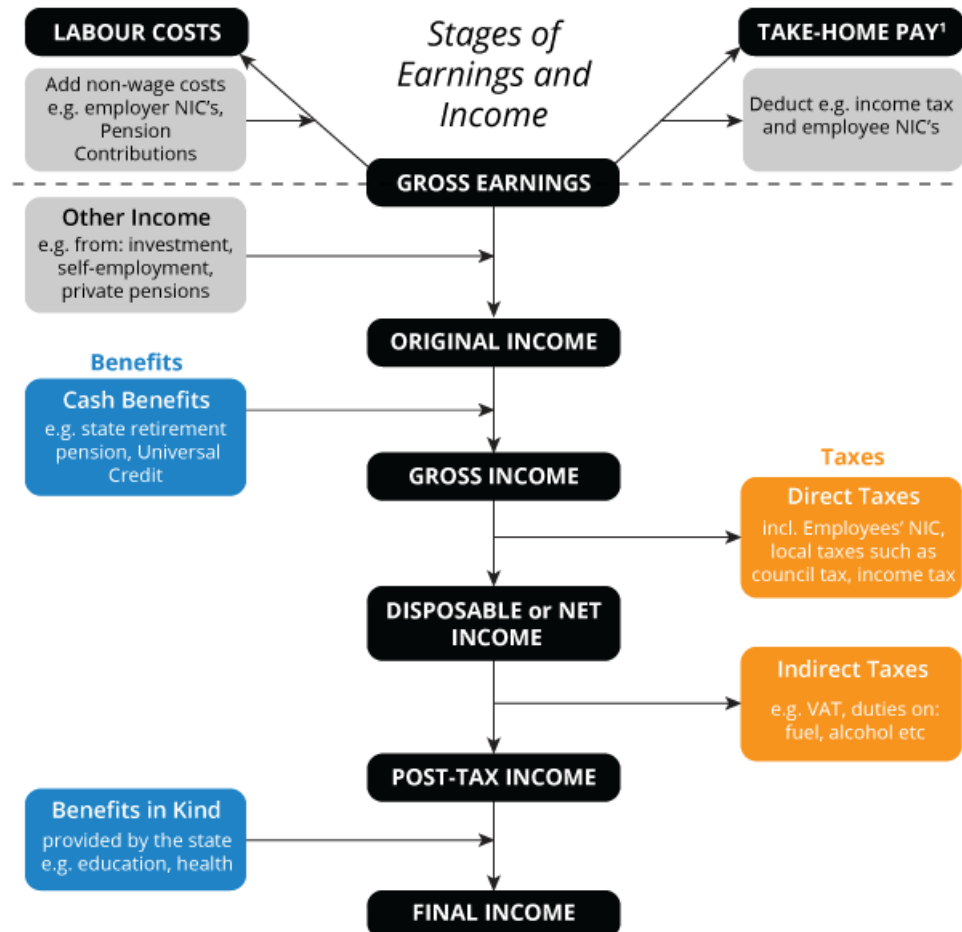 LABOUR COSTS
Add non-wage costs
e.g. employer NIC's,
Pension
Contributions
Stages of
Earnings and
Income
TAKE-HOME PAY¹
Deduct e.g. income tax
and employee NIC's
GROSS EARNINGS
Other Income
e.g. from: investment,
self-employment,
private pensions
ORIGINAL INCOME
Benefits
Cash Benefits
e.g. state retirement
pension, Universal
Credit
GROSS INCOME
Taxes
Direct Taxes
incl. Employees' NIC,
local taxes such as
council tax, income tax
DISPOSABLE or NET
INCOME
Indirect Taxes
e.g. VAT, duties on:
fuel, alcohol etc
POST-TAX INCOME
Benefits in Kind
provided by the state
e.g. education, health
FINAL INCOME